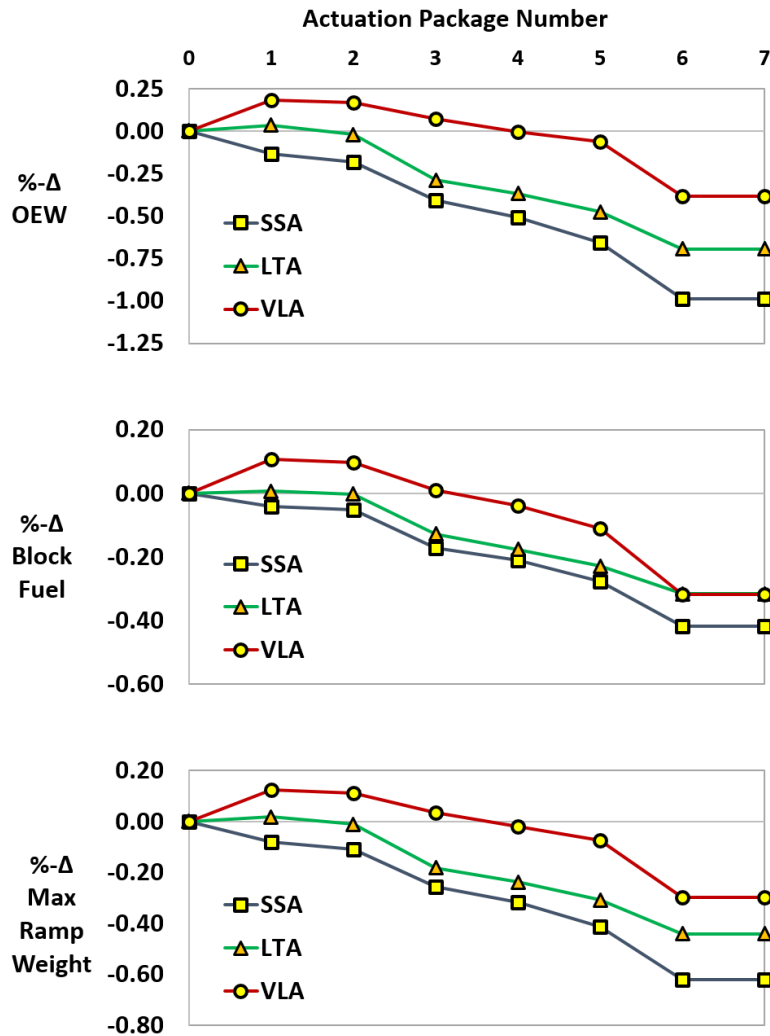 Actuation Package Number
0 1 2 3 4 5 6 7
0.25
0.00
-0.25
-0.50
-0.75
-1.00
-1.25
%-Δ
OEW
SSA
LTA
VLA
0.20
0.00
-0.20
-0.40
-0.60
%-Δ
Block
Fuel
SSA
LTA
VLA
0.20
0.00
-0.20
-0.40
-0.60
-0.80
%-Δ
Max
Ramp
Weight
SSA
LTA
VLA